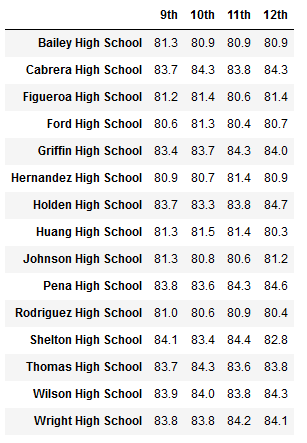 9th 10th 11th 12th
Bailey High School 81.3 80.9 80.9 80.9
Cabrera High School 83.7 84.3 83.8 84.3
Figueroa High School 81.2 81.4 80.6 81.4
Ford High School 80.6 81.3 80.4 80.7
Griffin High School 83.4 83.7 84.3 84.0
Hernandez High School 80.9 80.7 81.4 80.9
Holden High School 83.7 83.3 83.8 84.7
Huang High School 81.3 81.5 81.4 80.3
Johnson High School 81.3 80.8 80.6 81.2
Pena High School 83.8 83.6 84.3 84.6
Rodriguez High School 81.0 80.6 80.9 80.4
Shelton High School 84.1 83.4 84.4 82.8
Thomas High School 83.7 84.3 83.6 83.8
Wilson High School 83.9 84.0 83.8 84.3
Wright High School 83.8 83.8 84.2 84.1